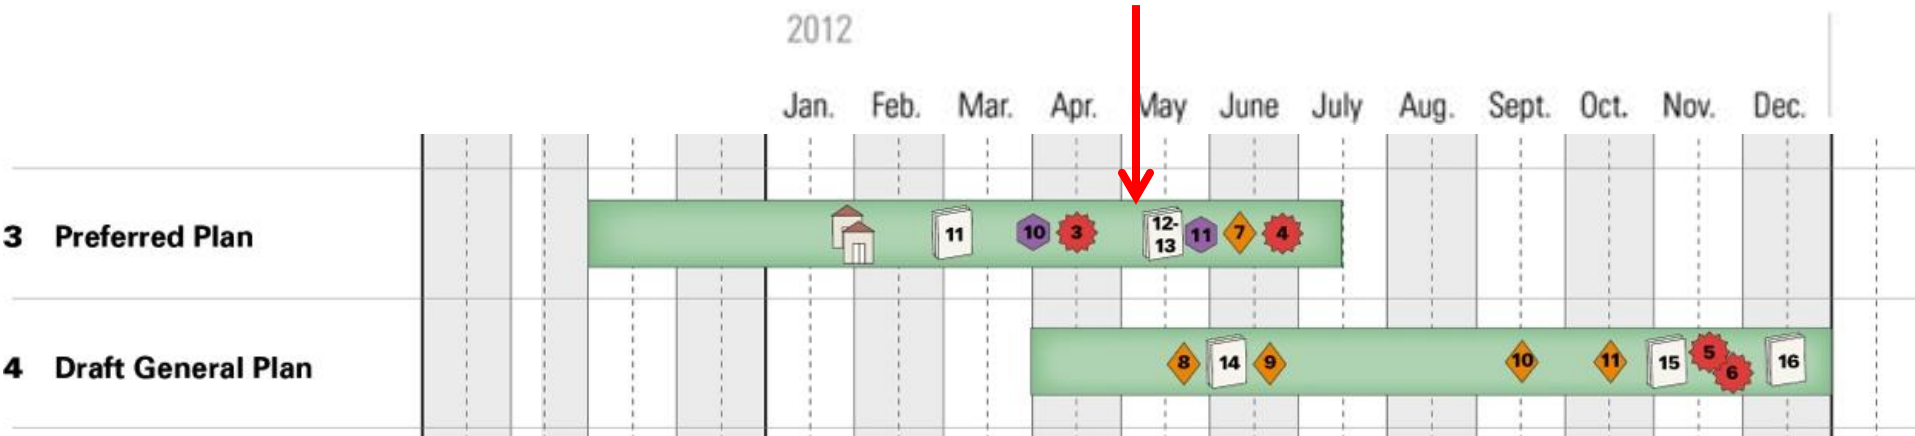 2012
Jan. Feb. Mar. Apr. May June July Aug. Sept. Oct. Nov. Dec.
3 Preferred Plan 11 10 3 12- 13 11 7 4
4 Draft General Plan 8 14 9 10 11 15 5 6 16